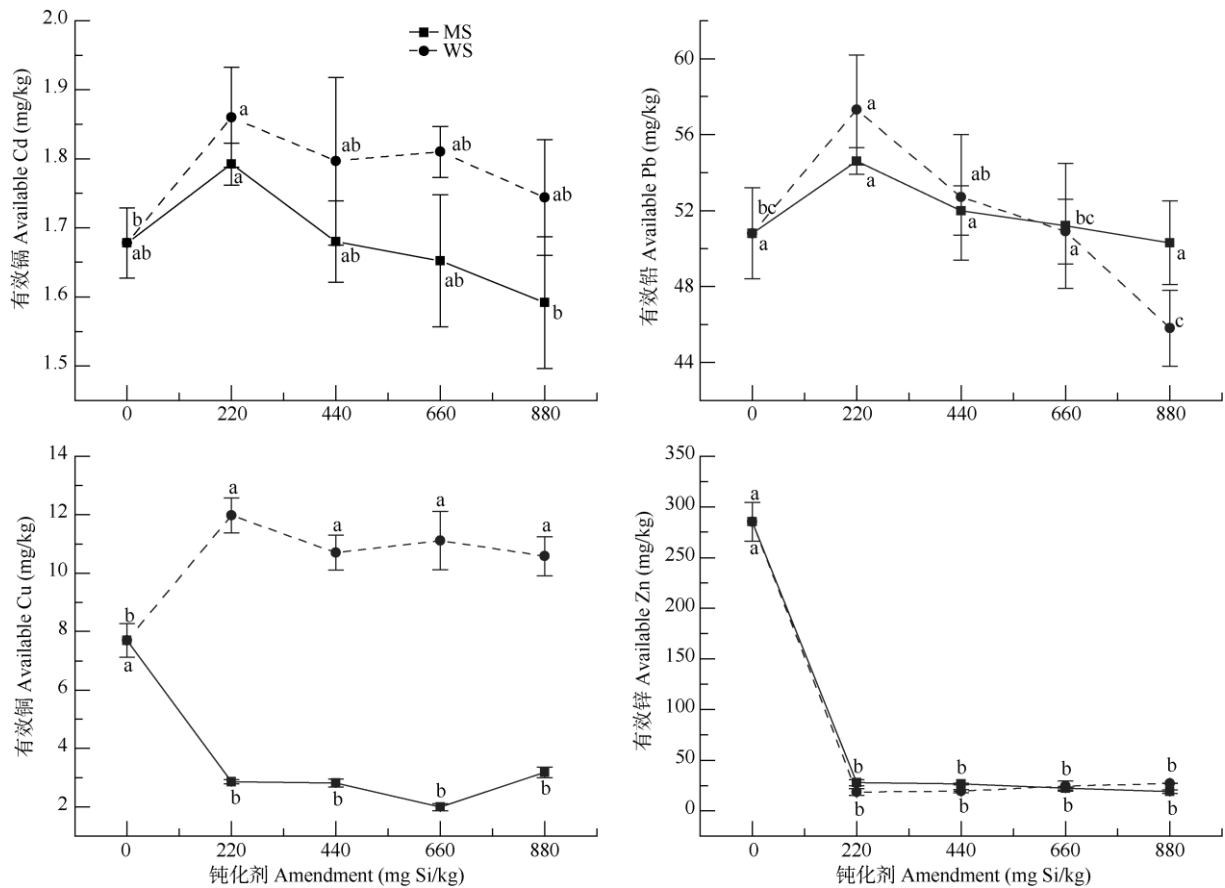 MS
WS
有效镉 Available Cd (mg/kg)
2.0
1.9
1.8
1.7
1.6
1.5
b
ab
a
a
ab
ab
ab
ab
ab
b
0
220
440
660
880
有效铅 Available Pb (mg/kg)
60
56
52
48
44
bc
a
a
a
ab
a
bc
a
a
c
0
220
440
660
880
有效铜 Available Cu (mg/kg)
14
12
10
8
6
4
2
b
a
a
b
a
b
a
b
a
b
0
220
440
660
880
钝化剂 Amendment (mg Si/kg)
有效锌 Available Zn (mg/kg)
350
300
250
200
150
100
50
0
a
a
b
b
b
b
b
b
b
b
0
220
440
660
880
钝化剂 Amendment (mg Si/kg)